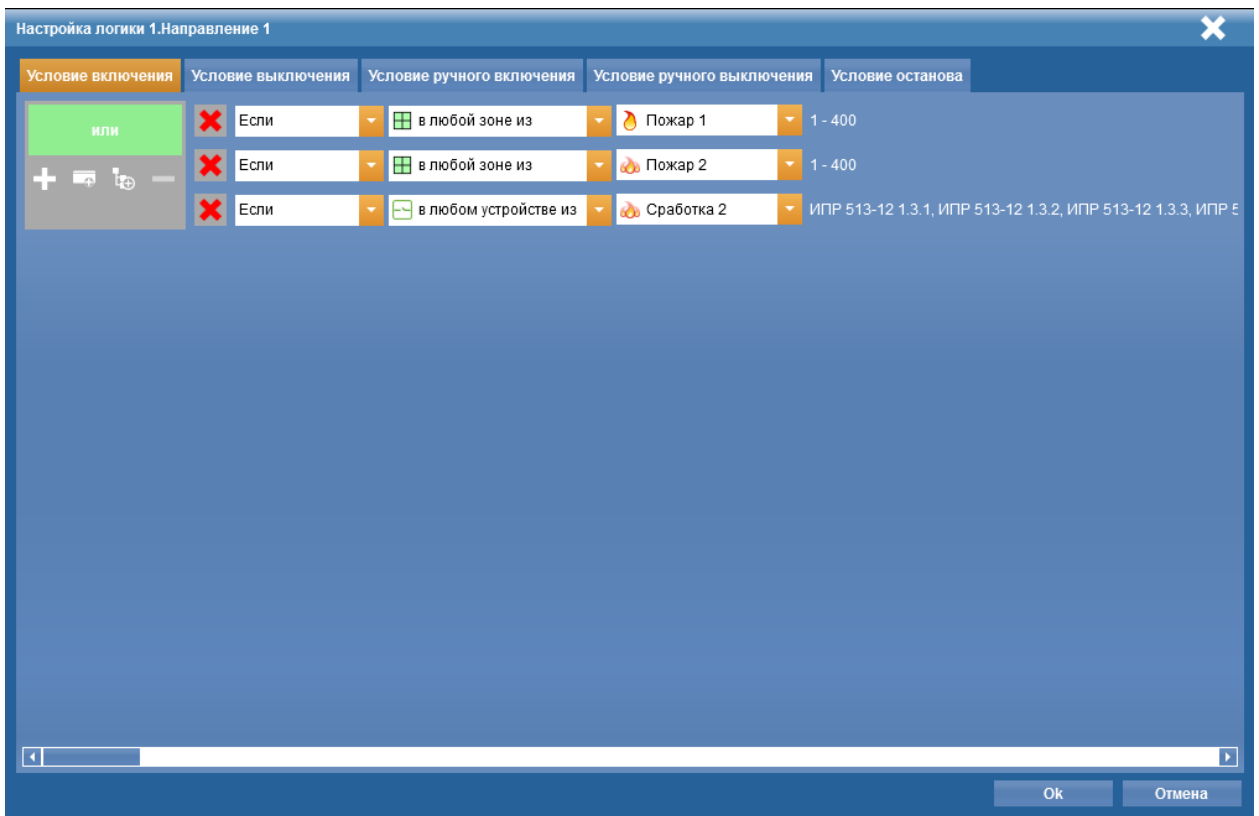 Настройка логики 1.Направление 1
Условие включения Условие выключения Условие ручного включения Условие ручного выключения Условие останова
или
Если в любой зоне из Пожар 1 1 - 400
Если в любой зоне из Пожар 2 1 - 400
Если в любом устройстве из Сработка 2 ИПР 513-12 1.3.1, ИПР 513-12 1.3.2, ИПР 513-12 1.3.3, ИПР
Ok Отмена